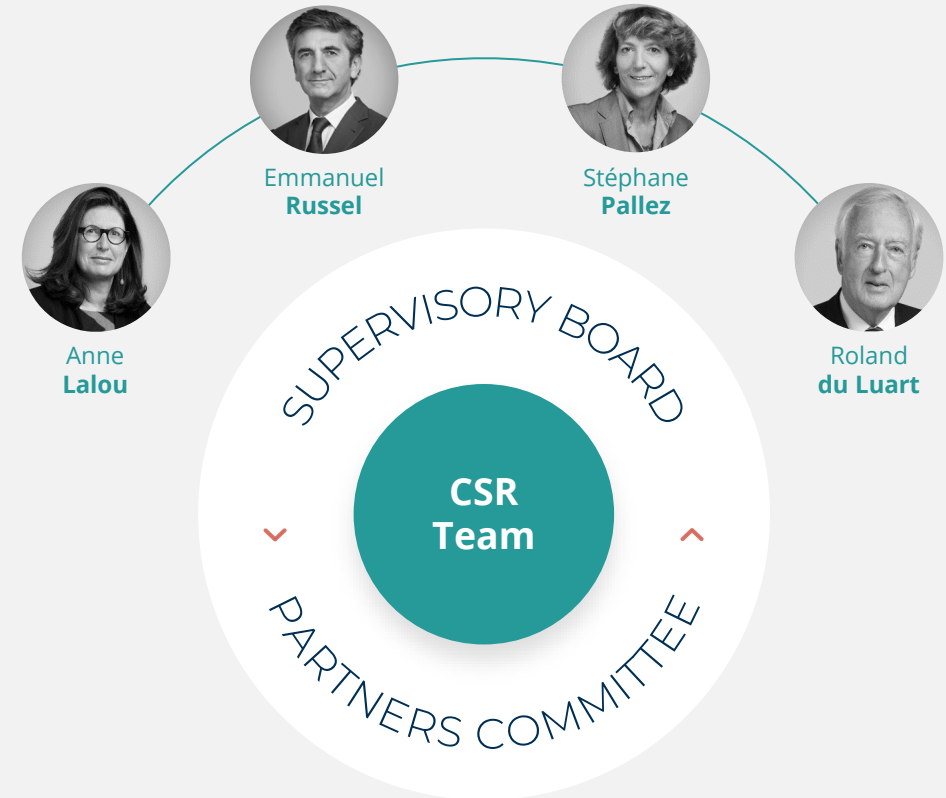 Emmanuel
Russel
Stéphane
Pallez
Anne
Lalou
Roland
du Luart
SUPERVISORY BOARD
CSR
Team
PARTNERS COMMITTEE